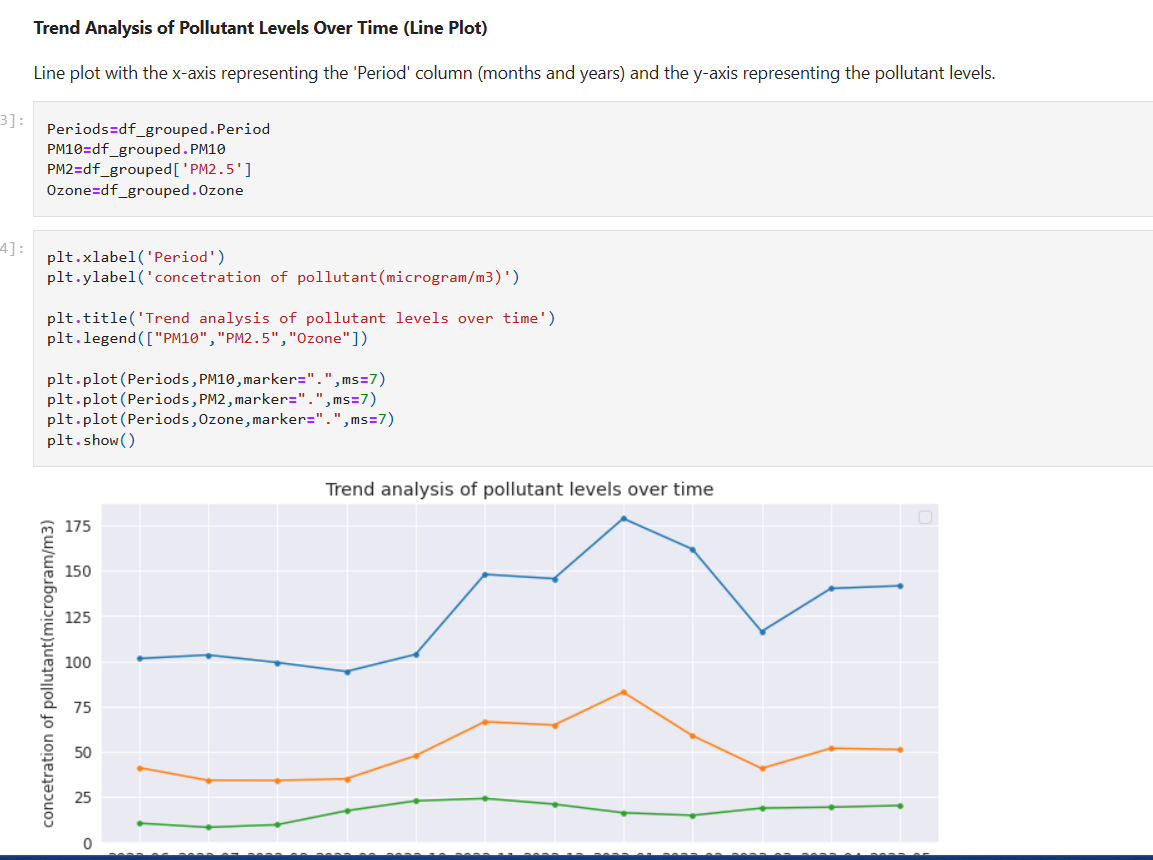 Trend Analysis of Pollutant Levels Over Time (Line Plot)
Line plot with the x-axis representing the 'Period' column (months and years) and the y-axis representing the pollutant levels.
3]:
Periods=df_grouped.Period
PM10=df_grouped.PM10
PM2=df_grouped['PM2.5']
Ozone=df_grouped.Ozone
4]:
plt.xlabel('Period')
plt.ylabel('concetration of pollutant(microgram/m3)')
plt.title('Trend analysis of pollutant levels over time')
plt.legend(["PM10","PM2.5","Ozone"])
plt.plot(Periods,PM10,marker=".",ms=7)
plt.plot(Periods,PM2,marker=".",ms=7)
plt.plot(Periods,Ozone,marker=".",ms=7)
plt.show()
Trend analysis of pollutant levels over time
concetration of pollutant(microgram/m3)
175
150
125
100
75
50
25
0